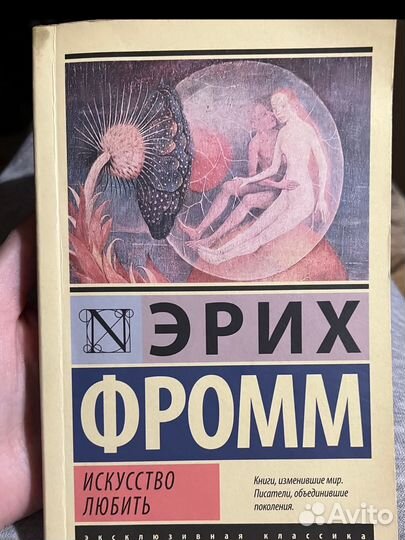 N
ЭРИХ
ФРОММ
ИСКУССТВО
ЛЮБИТЬ
Книги, изменившие мир.
Писатели, объединившие
поколения.
эксклюзивная классика
Avito